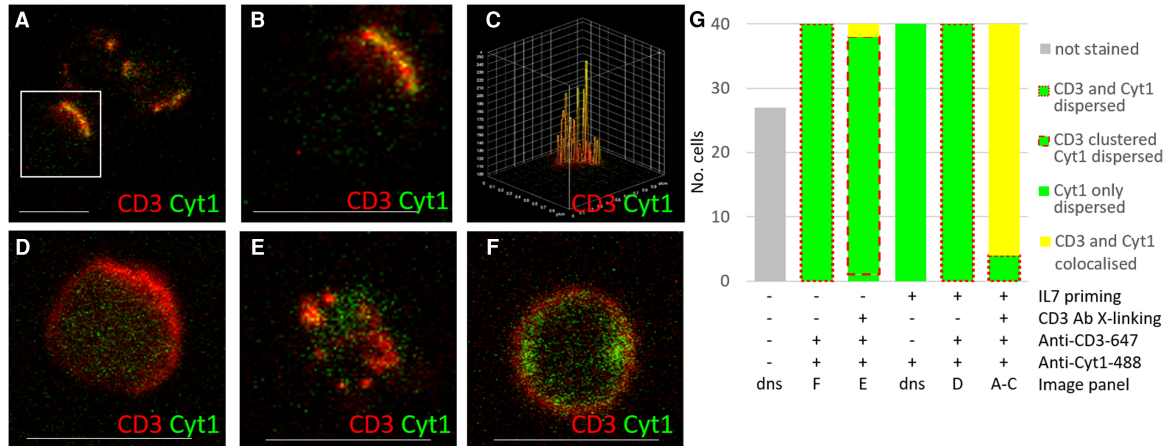 A
CD3 Cyt1
B
CD3 Cyt1
C
CD3 Cyt1
D
CD3 Cyt1
E
CD3 Cyt1
F
CD3 Cyt1
G
No. cells
40
30
20
10
0
not stained
CD3 and Cyt1
dispersed
CD3 clustered
Cyt1 dispersed
Cyt1 only
dispersed
CD3 and Cyt1
colocalised
- - - + + + IL7 priming
- - + - - + CD3 Ab X-linking
- + + - + + Anti-CD3-647
- + + + + + Anti-Cyt1-488
dns F E dns D A-C Image panel